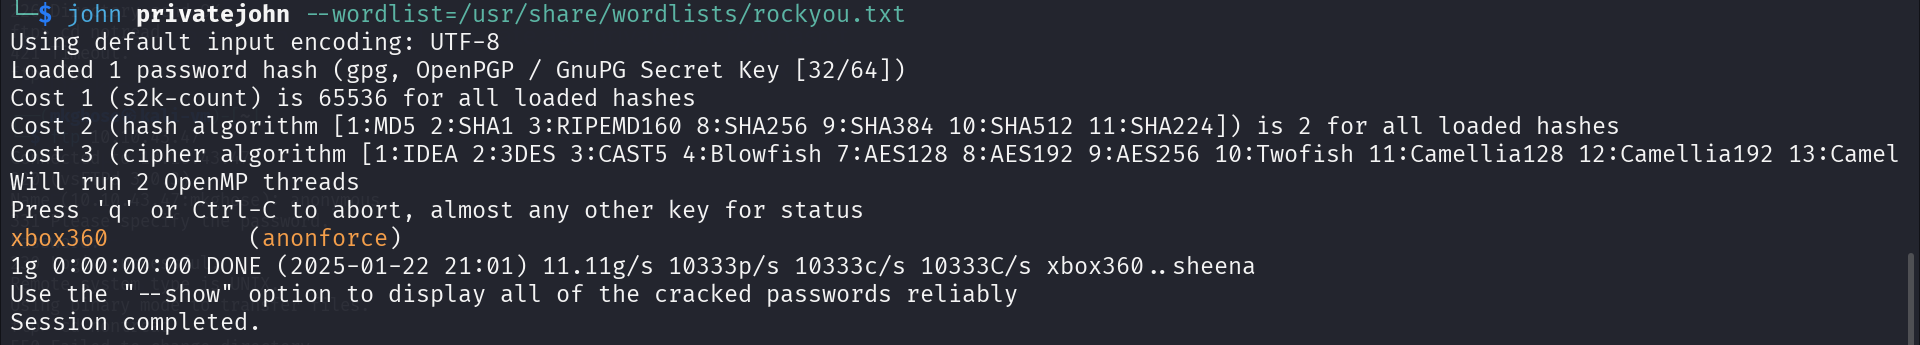 └─$ john privatejohn --wordlist=/usr/share/wordlists/rockyou.txt
Using default input encoding: UTF-8
Loaded 1 password hash (gpg, OpenPGP / GnuPG Secret Key [32/64])
Cost 1 (s2k-count) is 65536 for all loaded hashes
Cost 2 (hash algorithm [1:MD5 2:SHA1 3:RIPEMD160 8:SHA256 9:SHA384 10:SHA512 11:SHA224]) is 2 for all loaded hashes
Cost 3 (cipher algorithm [1:IDEA 2:3DES 3:CAST5 4:Blowfish 7:AES128 8:AES192 9:AES256 10:Twofish 11:Camellia128 12:Camellia192 13:Camel
Will run 2 OpenMP threads
Press 'q' or Ctrl-C to abort, almost any other key for status
xbox360          (anonforce)
1g 0:00:00:00 DONE (2025-01-22 21:01) 11.11g/s 10333p/s 10333c/s 10333C/s xbox360..sheena
Use the "--show" option to display all of the cracked passwords reliably
Session completed.